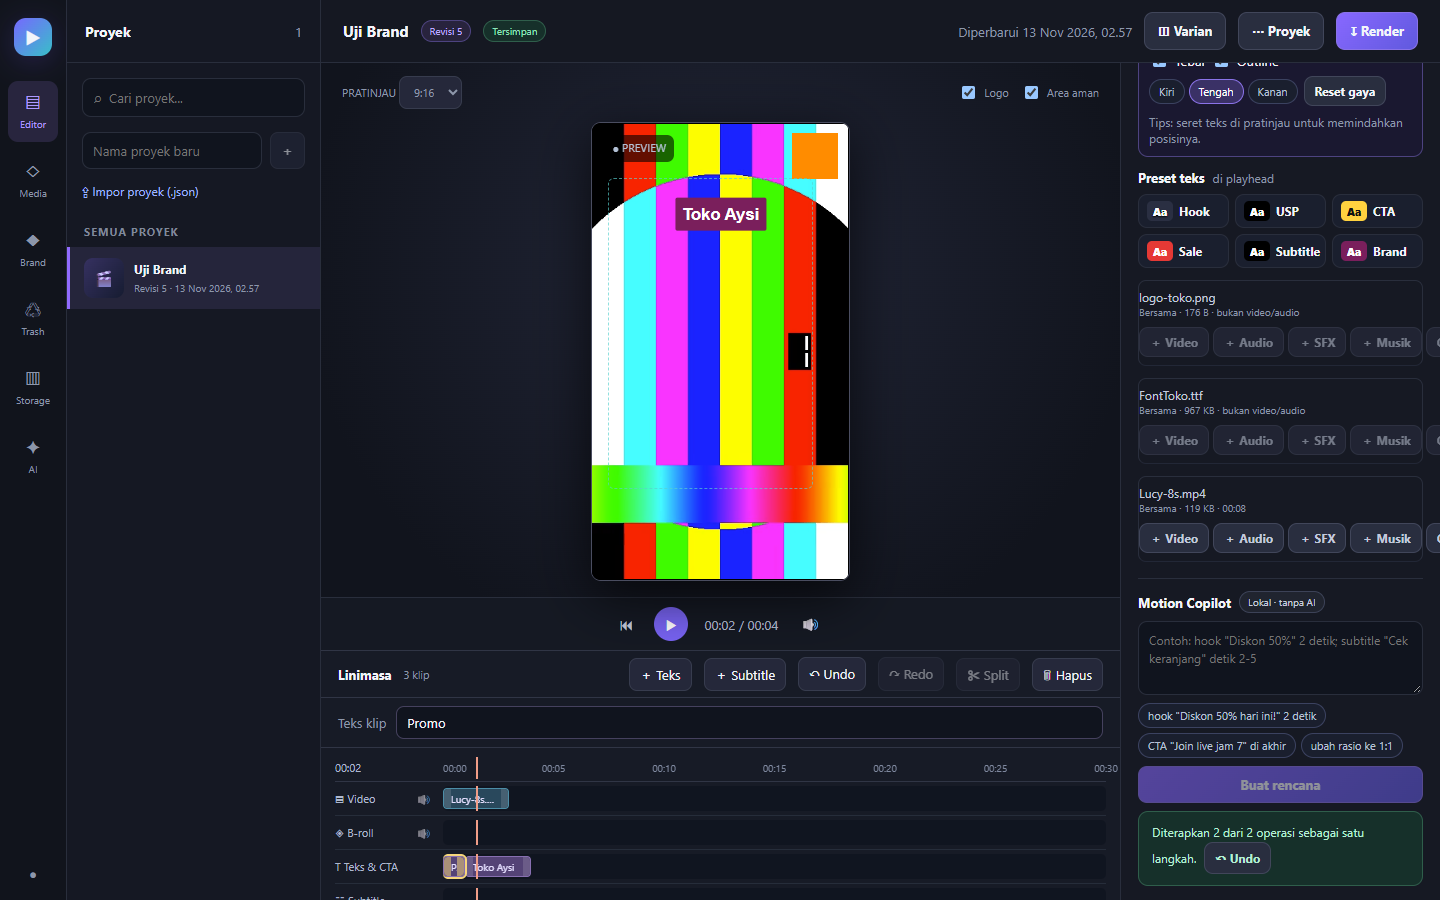 Proyek 1
Uji Brand Revisi 5 Tersimpan
Diperbarui 13 Nov 2026, 02.57 Varian ··· Proyek Render
Editor
Media
Brand
Trash
Storage
AI
Cari proyek...
Nama proyek baru +
Impor proyek (.json)
SEMUA PROYEK
Uji Brand
Revisi 5 · 13 Nov 2026, 02.57
PRATINJAU 9:16 Logo Area aman
PREVIEW
Toko Aysi
00:02 / 00:04
Linimasa 3 klip + Teks + Subtitle Undo Redo Split Hapus
Teks klip Promo
00:02 00:00 00:05 00:10 00:15 00:20 00:25 00:30
Video Lucy-8s....
B-roll
T Teks & CTA P Toko Aysi
Subtitle
Tebal Outline
Kiri Tengah Kanan Reset gaya
Tips: seret teks di pratinjau untuk memindahkan
posisinya.
Preset teks di playhead
Aa Hook Aa USP Aa CTA
Aa Sale Aa Subtitle Aa Brand
logo-toko.png
Bersama · 176 B · bukan video/audio
+ Video + Audio + SFX + Musik
FontToko.ttf
Bersama · 967 KB · bukan video/audio
+ Video + Audio + SFX + Musik
Lucy-8s.mp4
Bersama · 119 KB · 00:08
+ Video + Audio + SFX + Musik
Motion Copilot Lokal · tanpa AI
Contoh: hook "Diskon 50%" 2 detik; subtitle "Cek
keranjang" detik 2-5
hook "Diskon 50% hari ini!" 2 detik
CTA "Join live jam 7" di akhir ubah rasio ke 1:1
Buat rencana
Diterapkan 2 dari 2 operasi sebagai satu
langkah. Undo